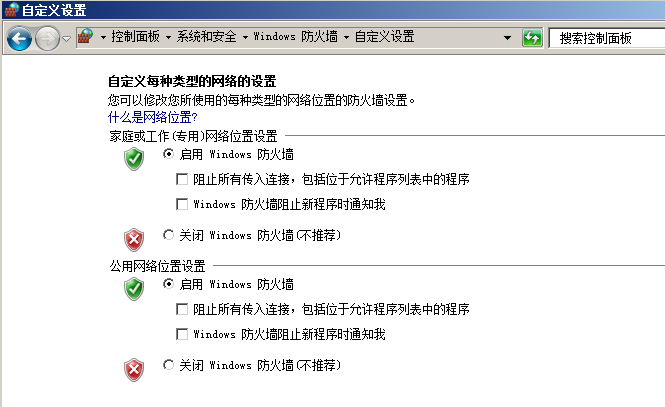 自定义设置
控制面板 系统和安全 Windows 防火墙 自定义设置 搜索控制面板
自定义每种类型的网络的设置
您可以修改您所使用的每种类型的网络位置的防火墙设置。
什么是网络位置?
家庭或工作(专用)网络位置设置
启用 Windows 防火墙
阻止所有传入连接，包括位于允许程序列表中的程序
Windows 防火墙阻止新程序时通知我
关闭 Windows 防火墙(不推荐)
公用网络位置设置
启用 Windows 防火墙
阻止所有传入连接，包括位于允许程序列表中的程序
Windows 防火墙阻止新程序时通知我
关闭 Windows 防火墙(不推荐)